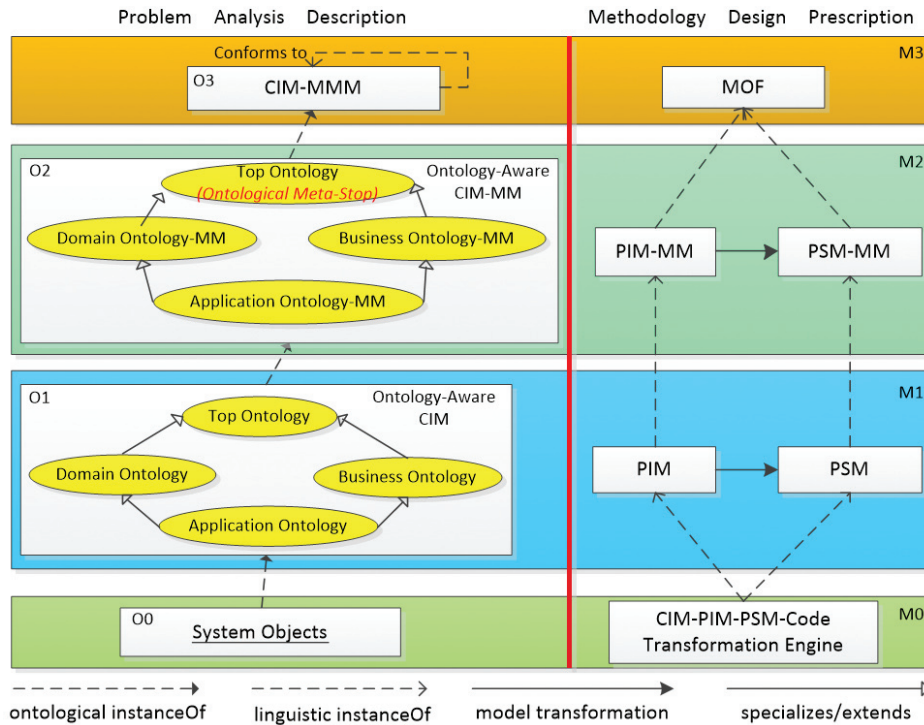 Problem Analysis Description
Methodology Design Prescription
Conforms to
O3
CIM-MMM
MOF
M3
O2
Top Ontology
(Ontological Meta-Stop)
Ontology-Aware
CIM-MM
Domain Ontology-MM
Business Ontology-MM
Application Ontology-MM
PIM-MM
PSM-MM
M2
O1
Top Ontology
Ontology-Aware
CIM
Domain Ontology
Business Ontology
Application Ontology
PIM
PSM
M1
O0
System Objects
CIM-PIM-PSM-Code
Transformation Engine
M0
ontological instanceOf
linguistic instanceOf
model transformation
specializes/extends